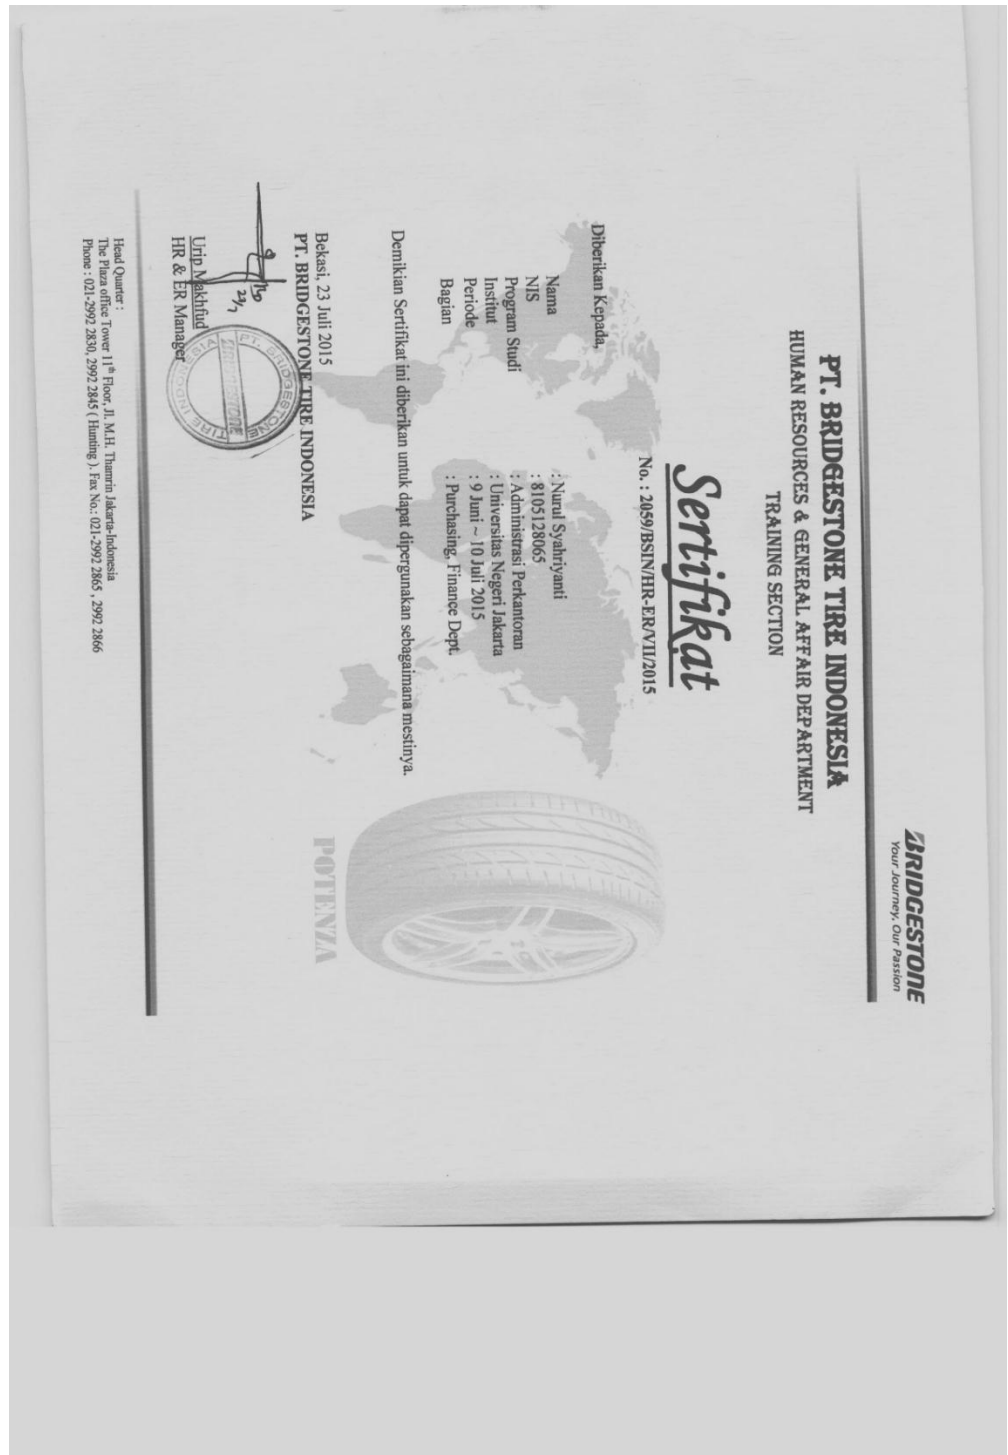 BRIDGESTONE
Your Journey, Our Passion
PT. BRIDGESTONE TIRE INDONESIA
HUMAN RESOURCES & GENERAL AFFAIR DEPARTMENT
TRAINING SECTION
Sertifikat
No. : 2059/BSIN/HR-ER/VII/2015
Diberikan Kepada,
Nama : Nurul Syahriyanti
NIS : 8105128065
Program Studi : Administrasi Perkantoran
Institut : Universitas Negeri Jakarta
Periode : 9 Juni ~ 10 Juli 2015
Bagian : Purchasing, Finance Dept.
Demikian Sertifikat ini diberikan untuk dapat dipergunakan sebagaimana mestinya.
POTENZA
Bekasi, 23 Juli 2015
PT. BRIDGESTONE TIRE INDONESIA
PT. BRIDGESTONE
BRIDGESTONE
TIRE INDONESIA
Urip Makhfud
HR & ER Manager
Head Quarter :
The Plaza office Tower 11th Floor, Jl. M.H. Thamrin Jakarta-Indonesia
Phone : 021-2992 2830, 2992 2845 ( Hunting ). Fax No.: 021-2992 2865 , 2992 2866